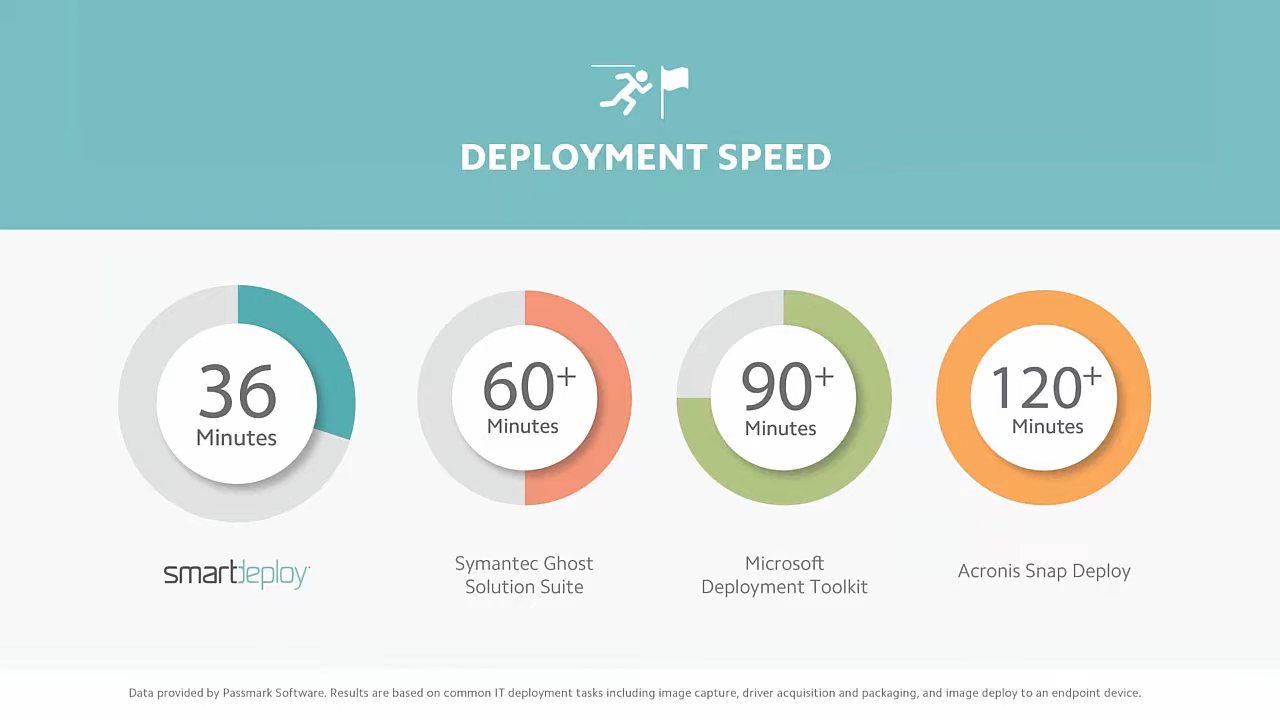 DEPLOYMENT SPEED
36
Minutes
60+
Minutes
90+
Minutes
120+
Minutes
smartdeploy
Symantec Ghost
Solution Suite
Microsoft
Deployment Toolkit
Acronis Snap Deploy
Data provided by Passmark Software. Results are based on common IT deployment tasks including image capture, driver acquisition and packaging, and image deploy to an endpoint device.